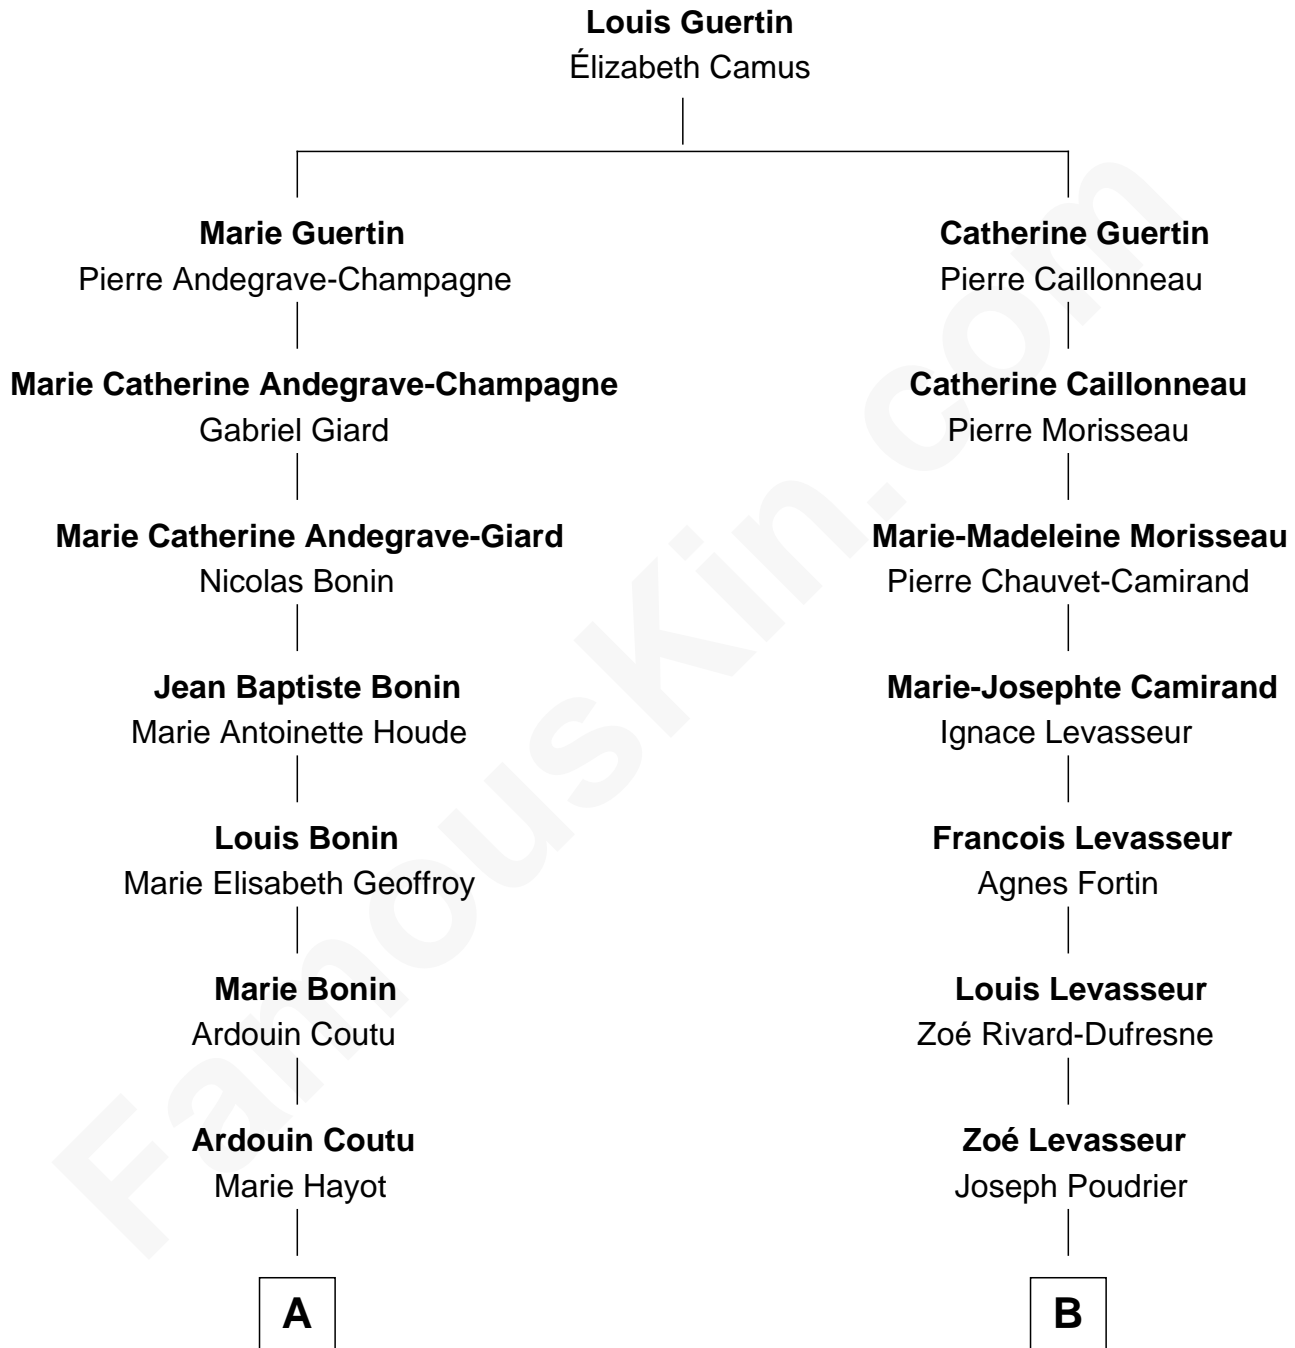 Louis Guertin
Élizabeth Camus
Marie Guertin
Pierre Andegrave-Champagne
Catherine Guertin
Pierre Caillonneau
Marie Catherine Andegrave-Champagne
Gabriel Giard
Catherine Caillonneau
Pierre Morisseau
Marie Catherine Andegrave-Giard
Nicolas Bonin
Marie-Madeleine Morisseau
Pierre Chauvet-Camirand
Jean Baptiste Bonin
Marie Antoinette Houde
Marie-Josephte Camirand
Ignace Levasseur
Louis Bonin
Marie Elisabeth Geoffroy
Francois Levasseur
Agnes Fortin
Marie Bonin
Ardouin Coutu
Louis Levasseur
Zoé Rivard-Dufresne
Ardouin Coutu
Marie Hayot
Zoé Levasseur
Joseph Poudrier
A
B
FamousKin.com